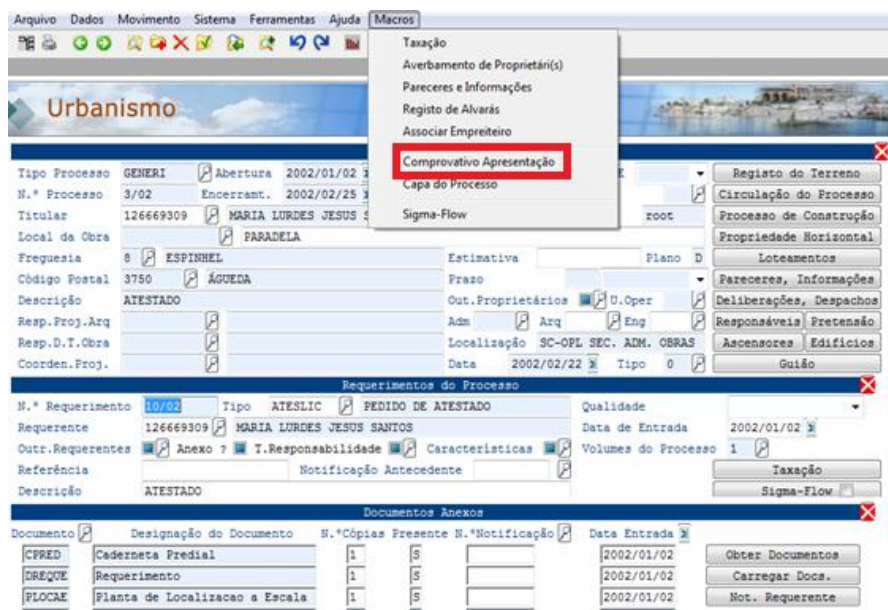 Arquivo Dados Movimento Sistema Ferramentas Ajuda Macros
Taxação
Averbamento de Proprietári(s)
Pareceres e Informações
Registo de Alvarás
Associar Empreiteiro
Comprovativo Apresentação
Capa do Processo
Sigma-Flow
Urbanismo
Tipo Processo GENERI Abertura 2002/01/02 Registo do Terreno
N.º Processo 3/02 Encerramt. 2002/02/25 Circulação do Processo
Titular 126669309 MARIA LURDES JESUS root Processo de Construção
Local da Obra PARADELA Propriedade Horizontal
Freguesia 8 ESPINHEL Estimativa Plano D Loteamentos
Código Postal 3750 ÁGUEDA Prazo Pareceres, Informações
Descrição ATESTADO Out.Proprietários U.Oper Deliberações, Despachos
Resp.Proj.Arq Adm Arq Eng Responsáveis Pretensão
Resp.D.T.Obra Localização SC-OPL SEC. ADM. OBRAS Ascensores Edifícios
Coorden.Proj. Data 2002/02/22 Tipo 0 Guião
Requerimentos do Processo
N.º Requerimento 10/02 Tipo ATESLIC PEDIDO DE ATESTADO Qualidade
Requerente 126669309 MARIA LURDES JESUS SANTOS Data de Entrada 2002/01/02
Outr.Requerentes Anexo ? T.Responsabilidade Características Volumes do Processo 1
Referência Notificação Antecedente Taxação
Descrição ATESTADO Sigma-Flow
Documentos Anexos
Documento Designação do Documento N.ºCópias Presente N.ºNotificação Data Entrada
CPRED Caderneta Predial 1 S 2002/01/02 Obter Documentos
DREQUE Requerimento 1 S 2002/01/02 Carregar Docs.
PLOCAE Planta de Localizacao a Escala 1 S 2002/01/02 Not. Requerente